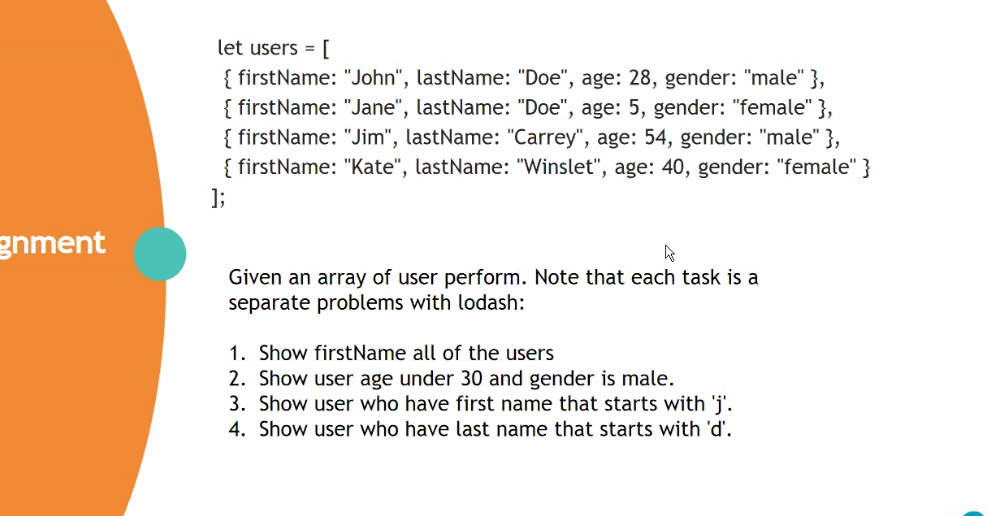 let users = [
{ firstName: "John", lastName: "Doe", age: 28, gender: "male" },
{ firstName: "Jane", lastName: "Doe", age: 5, gender: "female" },
{ firstName: "Jim", lastName: "Carrey", age: 54, gender: "male" },
{ firstName: "Kate", lastName: "Winslet", age: 40, gender: "female" }
];
gnment
Given an array of user perform. Note that each task is a
separate problems with lodash:
1. Show firstName all of the users
2. Show user age under 30 and gender is male.
3. Show user who have first name that starts with 'j'.
4. Show user who have last name that starts with 'd'.